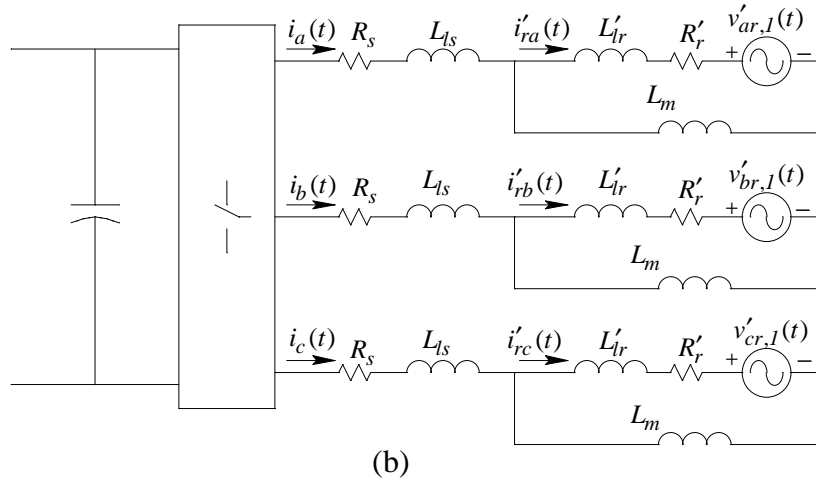 i_a(t) R_s L_ls i'_ra(t) L'_lr R'_r v'_ar,1(t)
+ −
L_m
i_b(t) R_s L_ls i'_rb(t) L'_lr R'_r v'_br,1(t)
+ −
L_m
i_c(t) R_s L_ls i'_rc(t) L'_lr R'_r v'_cr,1(t)
+ −
L_m
(b)